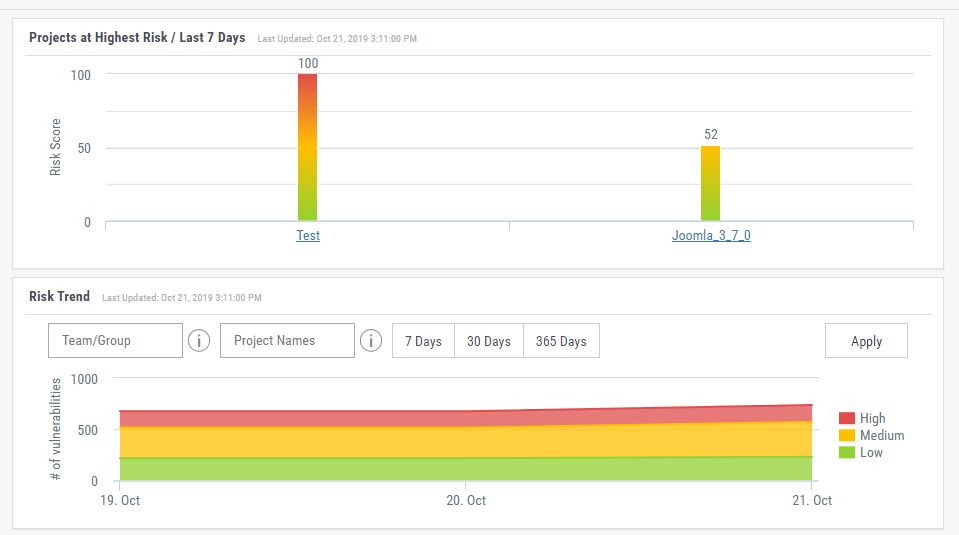 Projects at Highest Risk / Last 7 Days Last Updated: Oct 21, 2019 3:11:00 PM
100
100
Risk Score
50
52
0
Test Joomla_3_7_0
Risk Trend Last Updated: Oct 21, 2019 3:11:00 PM
Team/Group i Project Names i 7 Days 30 Days 365 Days Apply
# of vulnerabilities
1000
500
0
High
Medium
Low
19. Oct 20. Oct 21. Oct